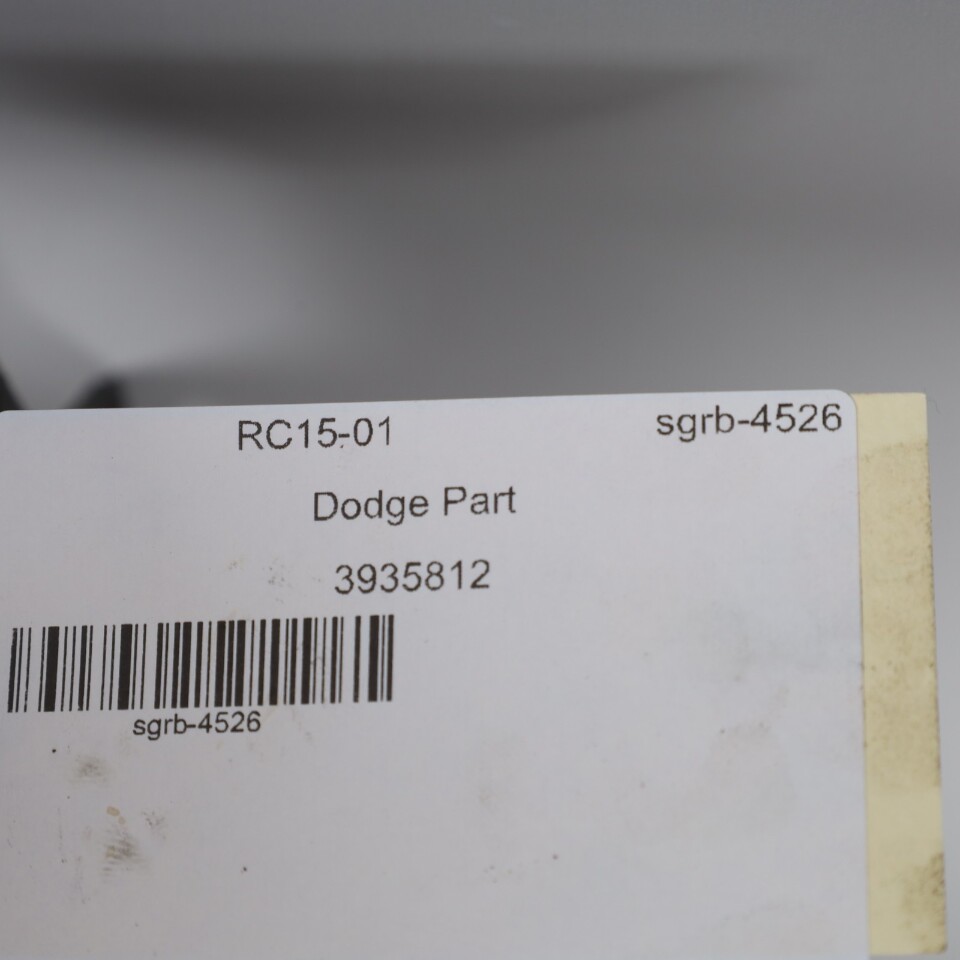 RC15-01 sgrb-4526
Dodge Part
3935812
sgrb-4526